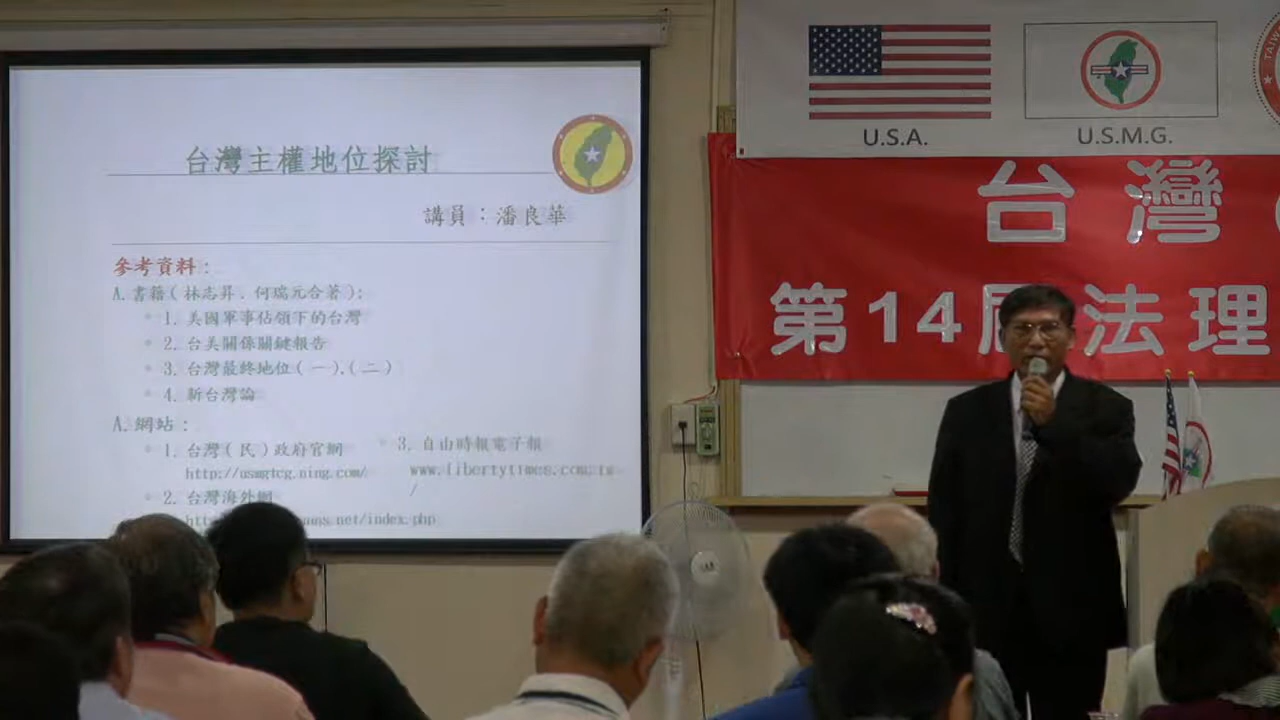 台灣主權地位探討
講員：潘良華
參考資料：
A.書籍(林志昇．何瑞元合著)：
1. 美國軍事佔領下的台灣
2. 台美關係關鍵報告
3. 台灣最終地位(一).(二)
4. 新台灣論
A.網站：
1. 台灣(民)政府官網
http://usmgtcg.ning.com/
2. 台灣海外網
/index.php
3. 自由時報電子報
www.libertytimes.com.tw
/
U.S.A.
U.S.M.G.
台灣
第14屆法理